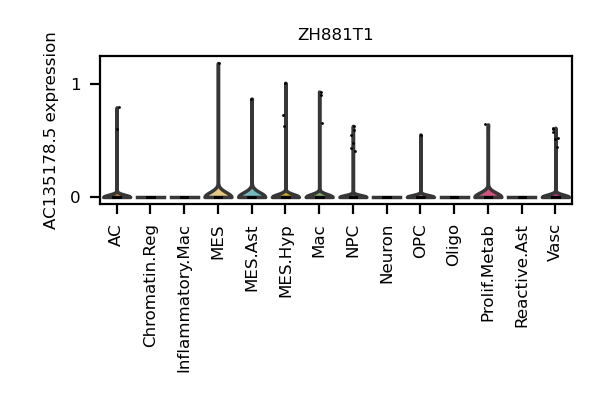 ZH881T1
AC135178.5 expression
1
0
AC
Chromatin.Reg
Inflammatory.Mac
MES
MES.Ast
MES.Hyp
Mac
NPC
Neuron
OPC
Oligo
Prolif.Metab
Reactive.Ast
Vasc